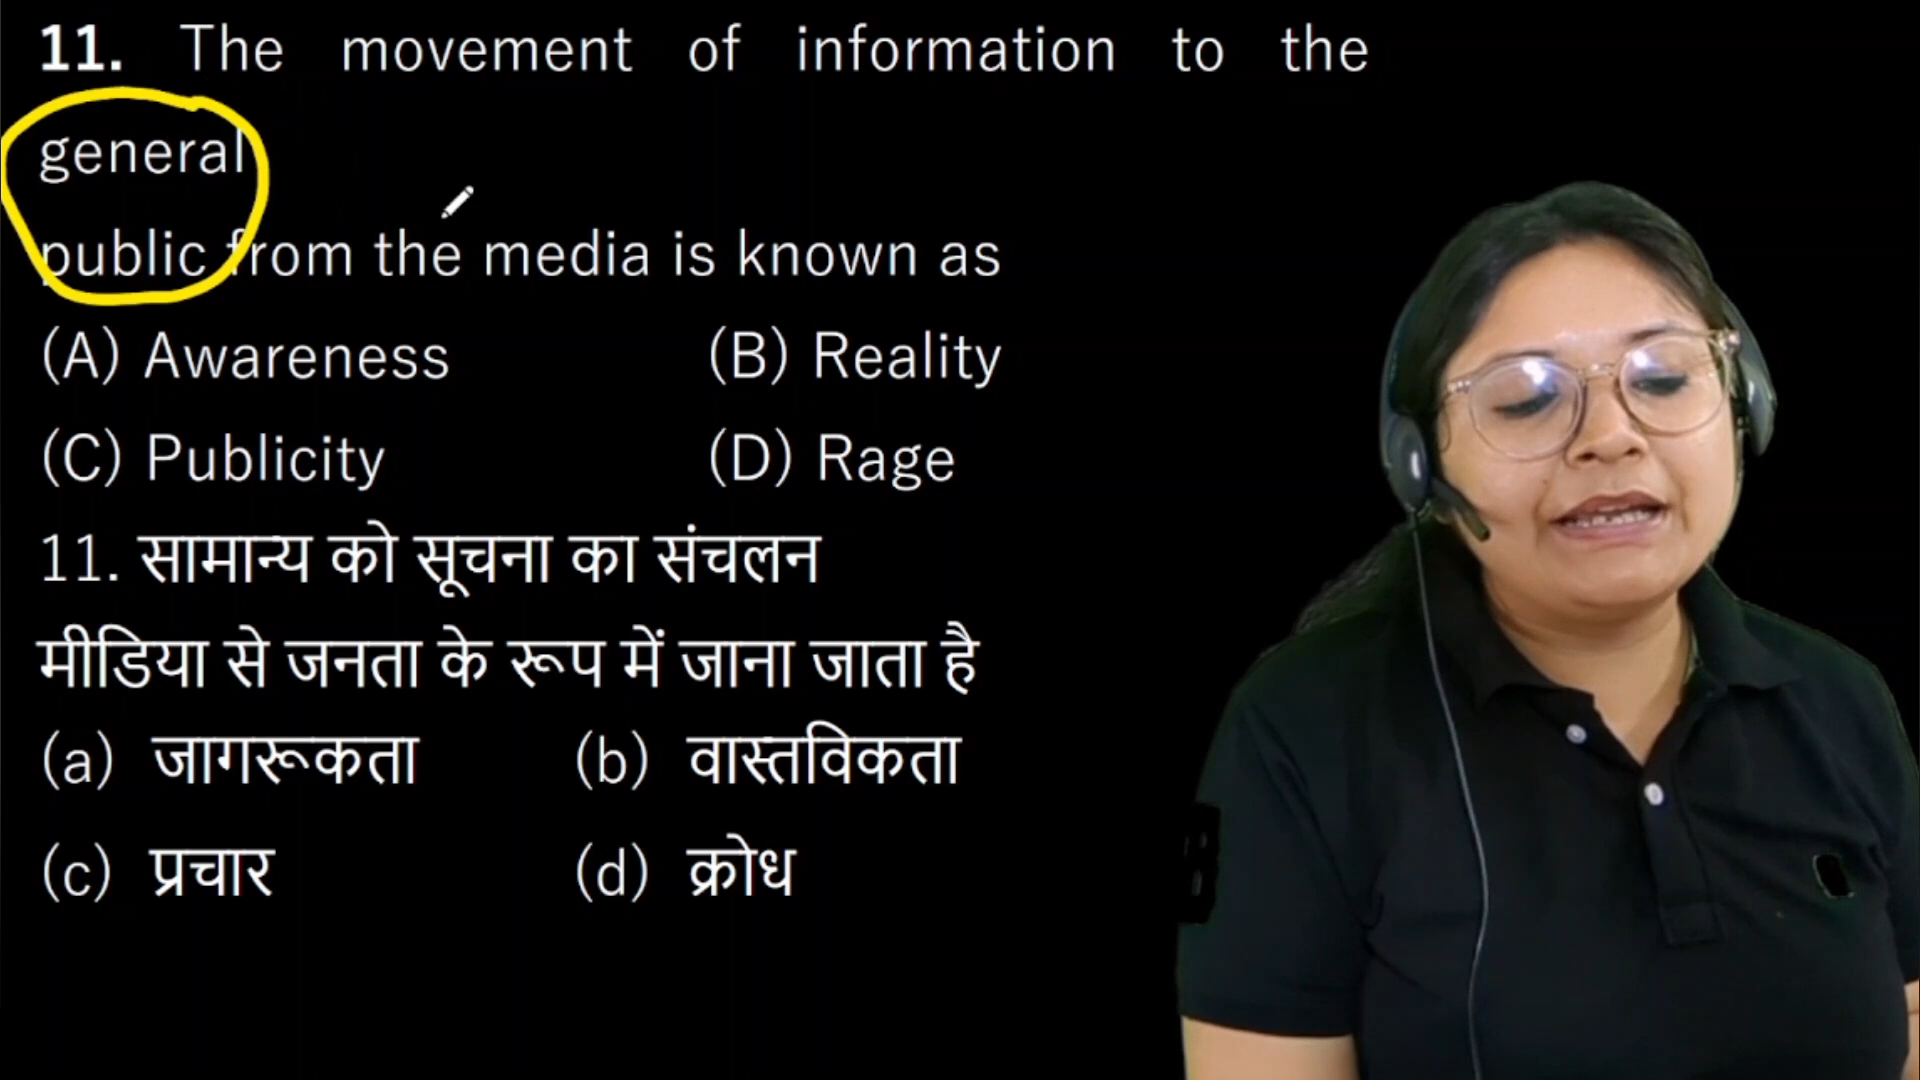 11. The movement of information to the
general
public from the media is known as
(A) Awareness (B) Reality
(C) Publicity (D) Rage
11. सामान्य को सूचना का संचलन
मीडिया से जनता के रूप में जाना जाता है
(a) जागरूकता (b) वास्तविकता
(c) प्रचार (d) क्रोध